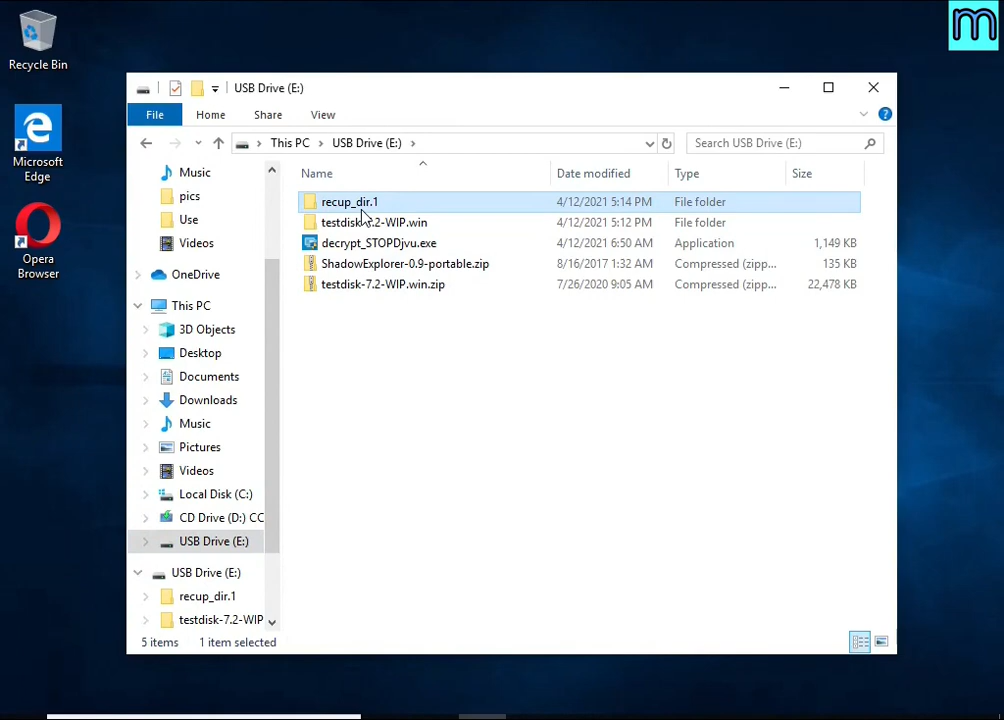 m
Recycle Bin
USB Drive (E:)
File Home Share View
This PC USB Drive (E:) Search USB Drive (E:)
Microsoft
Edge
Opera
Browser
Music
pics
Use
Videos
OneDrive
This PC
3D Objects
Desktop
Documents
Downloads
Music
Pictures
Videos
Local Disk (C:)
CD Drive (D:) CC
USB Drive (E:)
USB Drive (E:)
recup_dir.1
testdisk-7.2-WIP
Name Date modified Type Size
recup_dir.1 4/12/2021 5:14 PM File folder
testdisk-7.2-WIP.win 4/12/2021 5:12 PM File folder
decrypt_STOPDjvu.exe 4/12/2021 6:50 AM Application 1,149 KB
ShadowExplorer-0.9-portable.zip 8/16/2017 1:32 AM Compressed (zipp... 135 KB
testdisk-7.2-WIP.win.zip 7/26/2020 9:05 AM Compressed (zipp... 22,478 KB
5 items 1 item selected